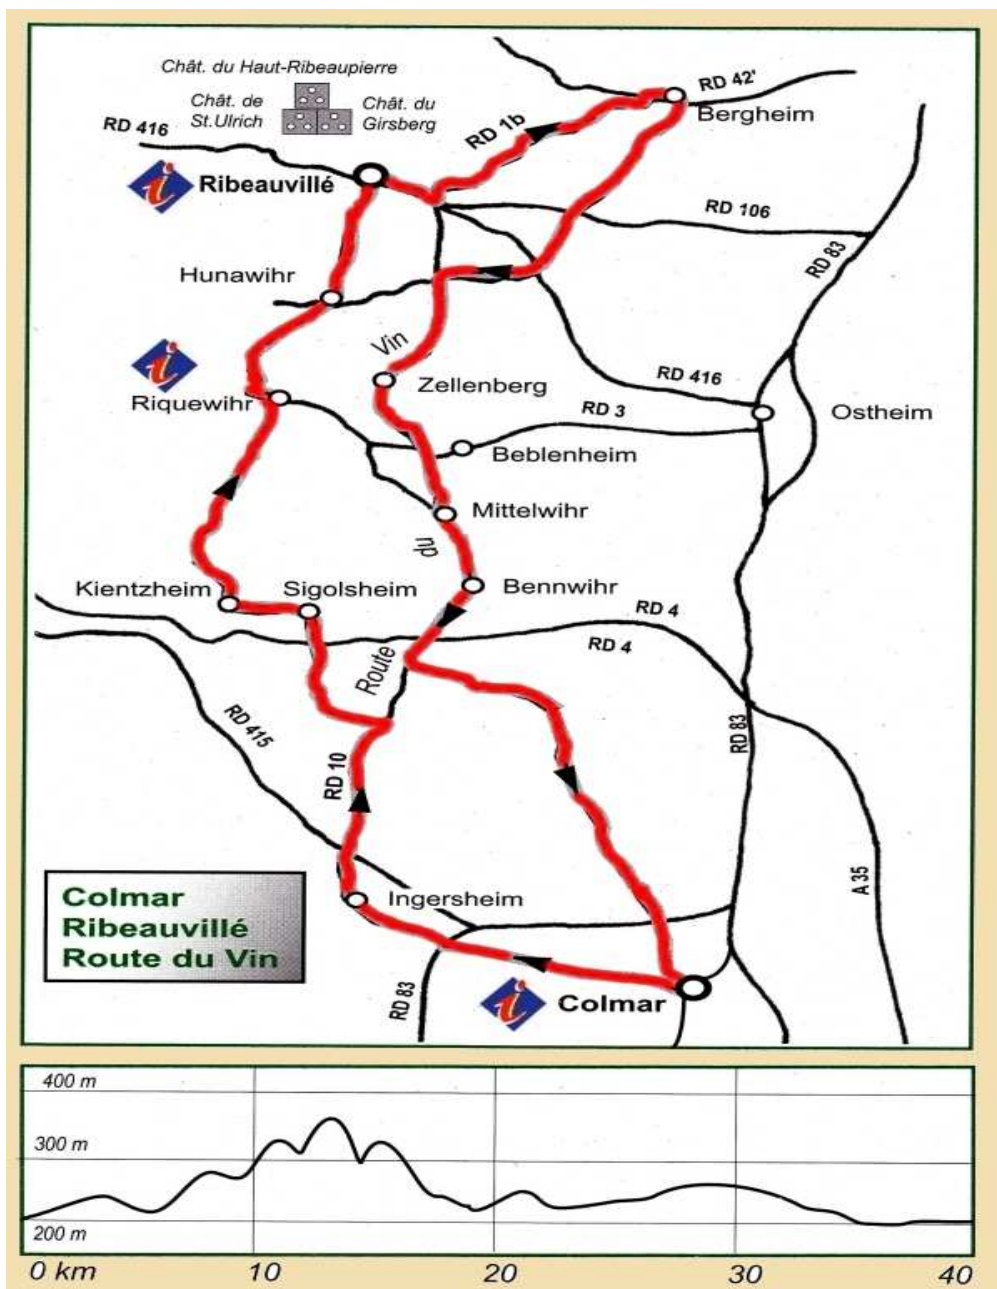 Chât. du Haut-Ribeaupierre
Chât. de
St.Ulrich
Chât. du
Girsberg
RD 42'
Bergheim
RD 1b
RD 416
i Ribeauvillé
RD 106
RD 83
Hunawihr
Vin
i
Riquewihr
Zellenberg
RD 416
RD 3
Ostheim
Beblenheim
Mittelwihr
du
Kientzheim
Sigolsheim
Bennwihr
RD 4
RD 4
Route
RD 415
RD 10
RD 83
A 35
Colmar
Ribeauvillé
Route du Vin
Ingersheim
RD 83
i Colmar
400 m
300 m
200 m
0 km 10 20 30 40